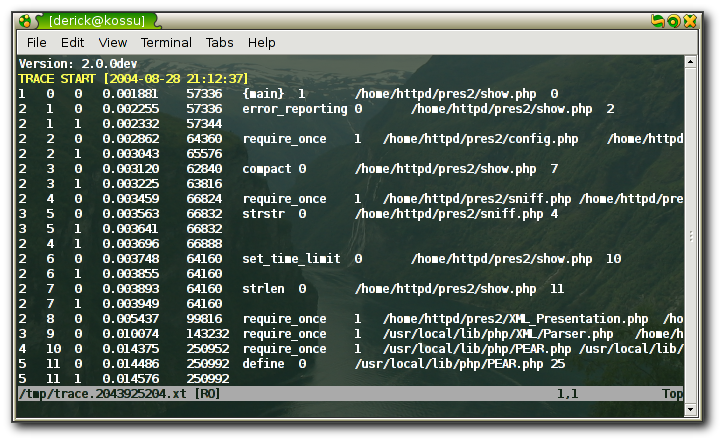 [derick@kossu]
File Edit View Terminal Tabs Help
Version: 2.0.0dev
TRACE START [2004-08-28 21:12:37]
1 0 0 0.001881 57336 {main} 1 /home/httpd/pres2/show.php 0
2 1 0 0.002255 57336 error_reporting 0 /home/httpd/pres2/show.php 2
2 1 1 0.002332 57344
2 2 0 0.002862 64360 require_once 1 /home/httpd/pres2/config.php /home/httpd
2 2 1 0.003043 65576
2 3 0 0.003120 62840 compact 0 /home/httpd/pres2/show.php 7
2 3 1 0.003225 63816
2 4 0 0.003459 66824 require_once 1 /home/httpd/pres2/sniff.php /home/httpd/pre
3 5 0 0.003563 66832 strstr 0 /home/httpd/pres2/sniff.php 4
3 5 1 0.003641 66832
2 4 1 0.003696 66888
2 6 0 0.003748 64160 set_time_limit 0 /home/httpd/pres2/show.php 10
2 6 1 0.003855 64160
2 7 0 0.003893 64160 strlen 0 /home/httpd/pres2/show.php 11
2 7 1 0.003949 64160
2 8 0 0.005437 99816 require_once 1 /home/httpd/pres2/XML_Presentation.php /ho
3 9 0 0.010074 143232 require_once 1 /usr/local/lib/php/XML/Parser.php /home/h
4 10 0 0.014375 250952 require_once 1 /usr/local/lib/php/PEAR.php /usr/local/lib/
5 11 0 0.014486 250992 define 0 /usr/local/lib/php/PEAR.php 25
5 11 1 0.014576 250992
/tmp/trace.2043925204.xt [RO] 1,1 Top